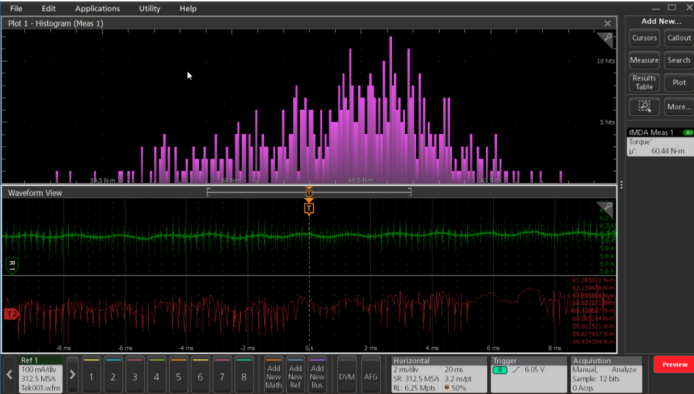 File Edit Applications Utility Help
Plot 1 - Histogram (Meas 1)
Add New...
Cursors Callout
Measure Search
Results Table Plot
More...
10 hits
5 hits
IMDA Meas 1
Torque'
µ': 60.44 N-m
59.5 N-m
Waveform View
T
R1
-8 ms -6 ms -4 ms -2 ms 2 ms 4 ms 6 ms 8 ms
Ref 1
100 mA/div
312.5 MS/s
Tek001.wfm
1 2 3 4 5 6 7 8
Add New Math
Add New Ref
Add New Bus
DVM AFG
Horizontal
2 ms/div 20 ms
SR: 312.5 MS/s 3.2 ns/pt
RL: 6.25 Mpts 50%
Trigger
6.05 V
Acquisition
Manual, Analyze
Sample: 12 bits
0 Acqs
Preview